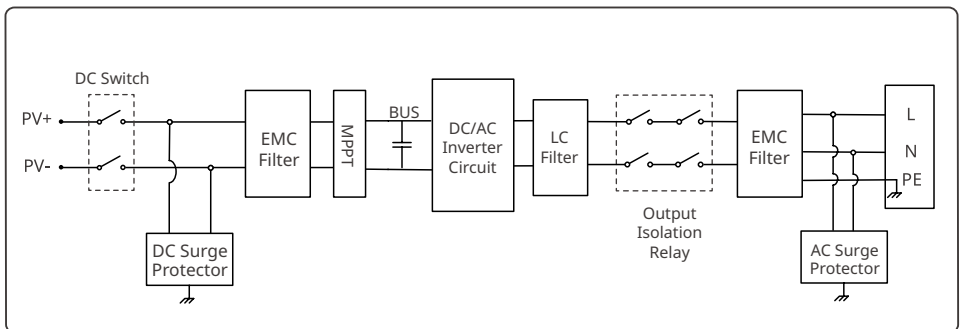 DC Switch
PV+
PV-
EMC
Filter
MPPT
BUS
DC/AC
Inverter
Circuit
LC
Filter
EMC
Filter
L
N
PE
Output
Isolation
Relay
DC Surge
Protector
AC Surge
Protector